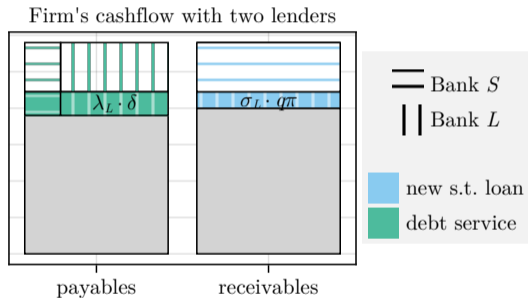 Firm's cashflow with two lenders
λ_L · δ
σ_L · qπ
payables
receivables
Bank S
Bank L
new s.t. loan
debt service